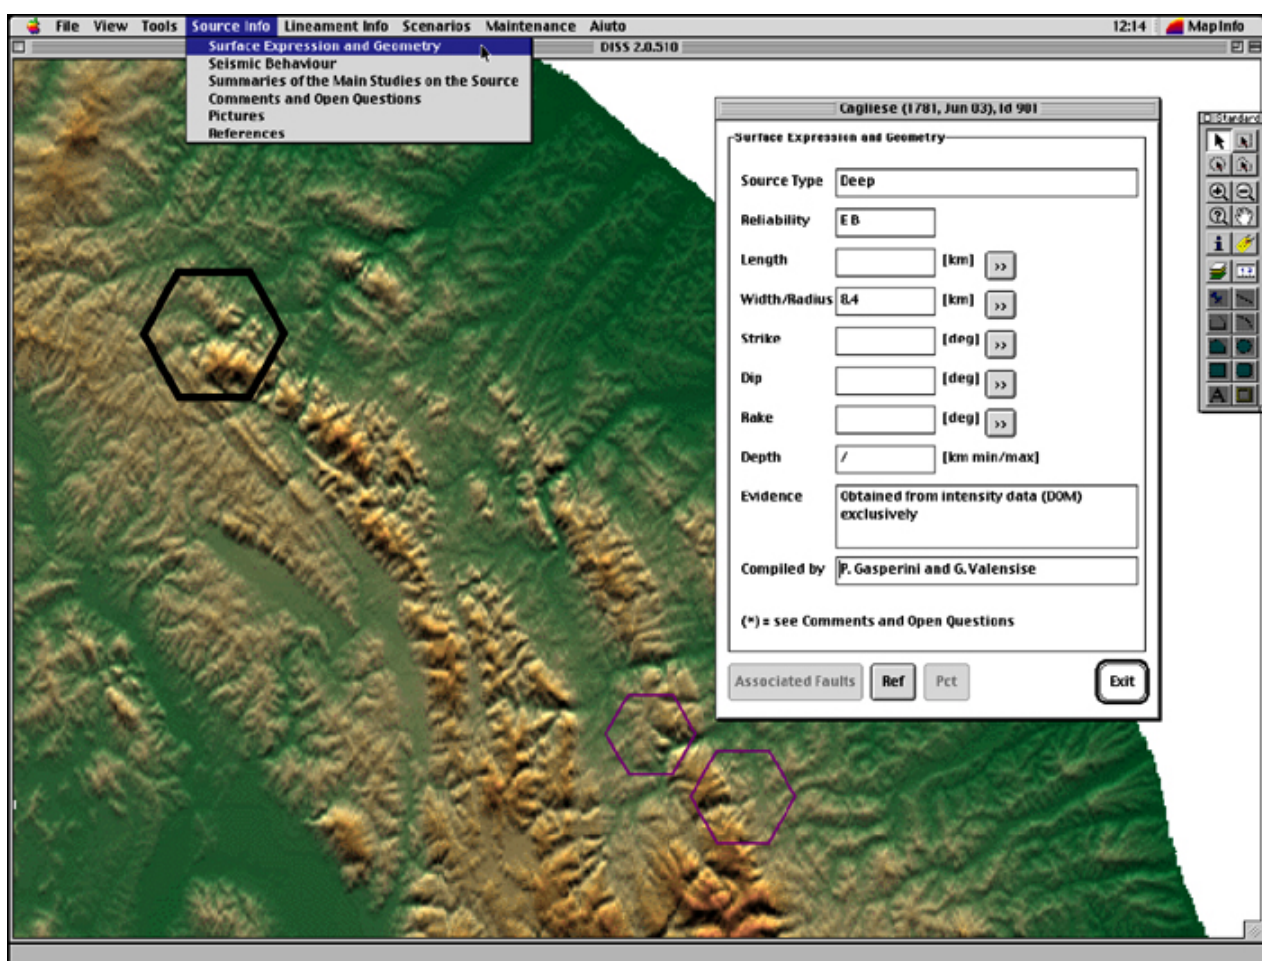 File View Tools Source Info Lineament Info Scenarios Maintenance Aiuto 12:14 MapInfo
DISS 2.0.510
Surface Expression and Geometry
Seismic Behaviour
Summaries of the Main Studies on the Source
Comments and Open Questions
Pictures
References
Cagliese (1781, Jun 03), Id 901
Surface Expression and Geometry
Source Type Deep
Reliability E B
Length [km] >>
Width/Radius 8.4 [km] >>
Strike [deg] >>
Dip [deg] >>
Rake [deg] >>
Depth / [km min/max]
Evidence Obtained from intensity data (DOM)
exclusively
Compiled by P. Gasperini and G. Valensise
(*) = see Comments and Open Questions
Associated Faults Ref Pct Exit
Standard
A